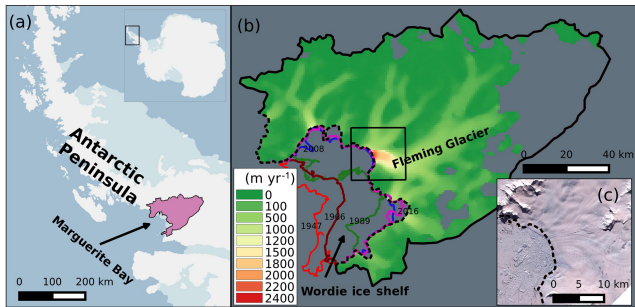 (a)
Antarctic
Peninsula
Marguerite Bay
0 100 200 km
(b)
2008
Fleming Glacier
2016
1989
1966
1947
Wordie ice shelf
0 20 40 km
(m yr⁻¹)
0
100
500
1000
1200
1500
1800
2000
2200
2400
(c)
0 5 10 km